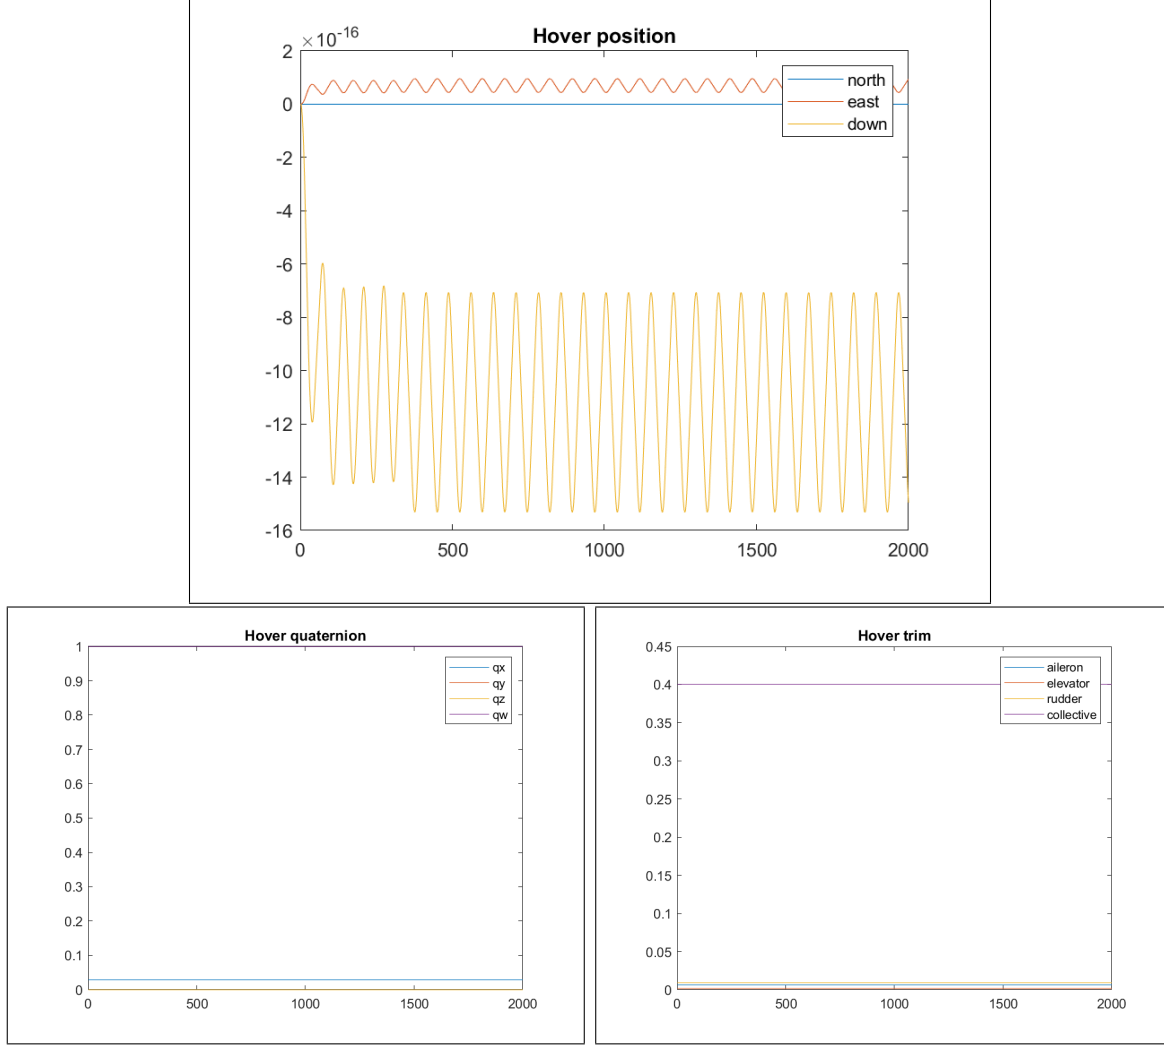 ×10-16
Hover position
2
0
-2
-4
-6
-8
-10
-12
-14
-16
0 500 1000 1500 2000
north
east
down
Hover quaternion
1
0.9
0.8
0.7
0.6
0.5
0.4
0.3
0.2
0.1
0
0 500 1000 1500 2000
qx
qy
qz
qw
Hover trim
0.45
0.4
0.35
0.3
0.25
0.2
0.15
0.1
0.05
0
0 500 1000 1500 2000
aileron
elevator
rudder
collective